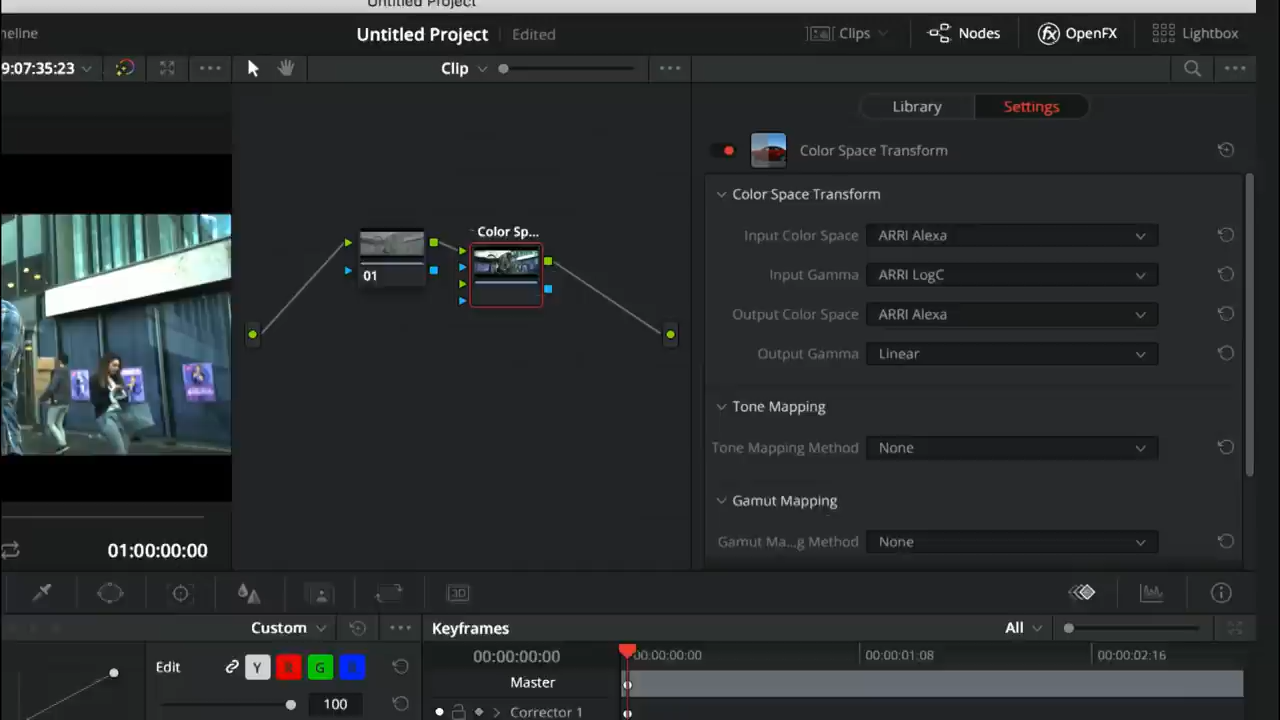 Untitled Project
eline
Untitled Project
Edited
Clips
Nodes
OpenFX
Lightbox
9:07:35:23
Clip
Library
Settings
Color Space Transform
Color Space Transform
Input Color Space
ARRI Alexa
Input Gamma
ARRI LogC
Output Color Space
ARRI Alexa
Output Gamma
Linear
Tone Mapping
Tone Mapping Method
None
Gamut Mapping
Gamut Ma...g Method
None
Color Sp...
01
01:00:00:00
3D
Custom
Keyframes
All
Edit
Y
R
G
00:00:00:00
00:00:00:00
00:00:01:08
00:00:02:16
Master
100
Corrector 1